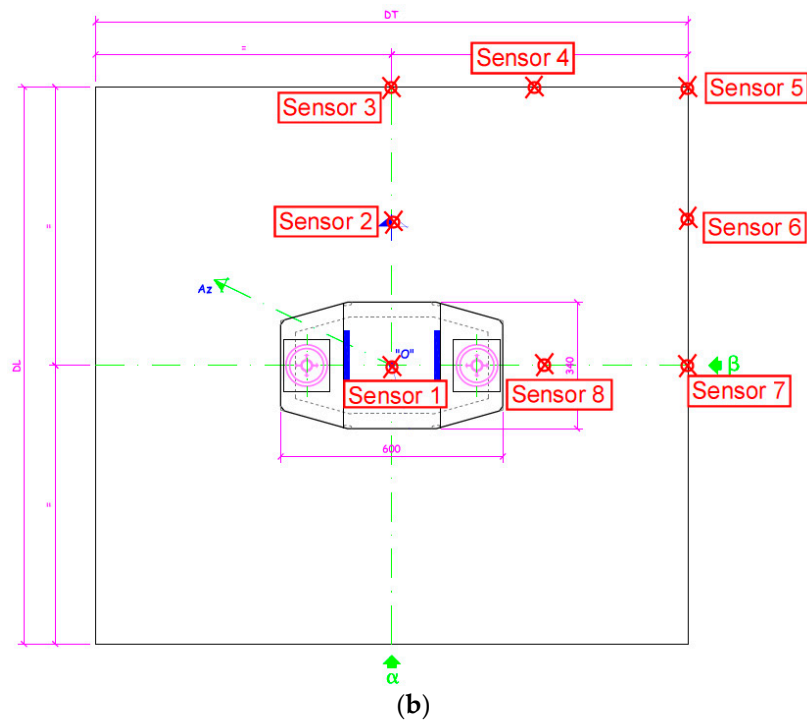 DT
=
=
Sensor 4
Sensor 3
Sensor 5
Sensor 2
Sensor 6
Az
"O"
DL
=
=
340
β
Sensor 1
Sensor 8
Sensor 7
600
α
(b)